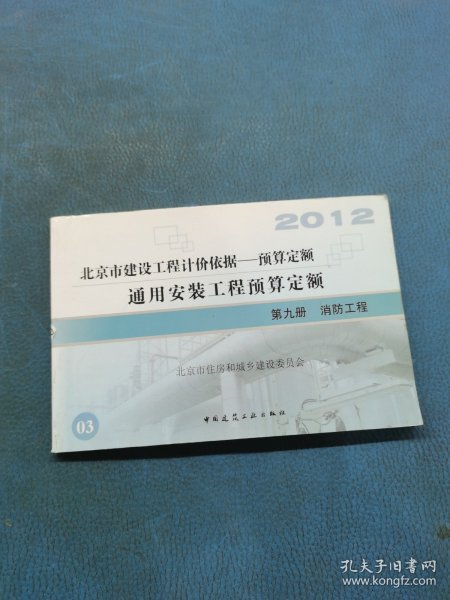 2012
北京市建设工程计价依据——预算定额
通用安装工程预算定额
第九册 消防工程
北京市住房和城乡建设委员会
03
中国建筑工业出版社
孔夫子旧书网
www.kongfz.com